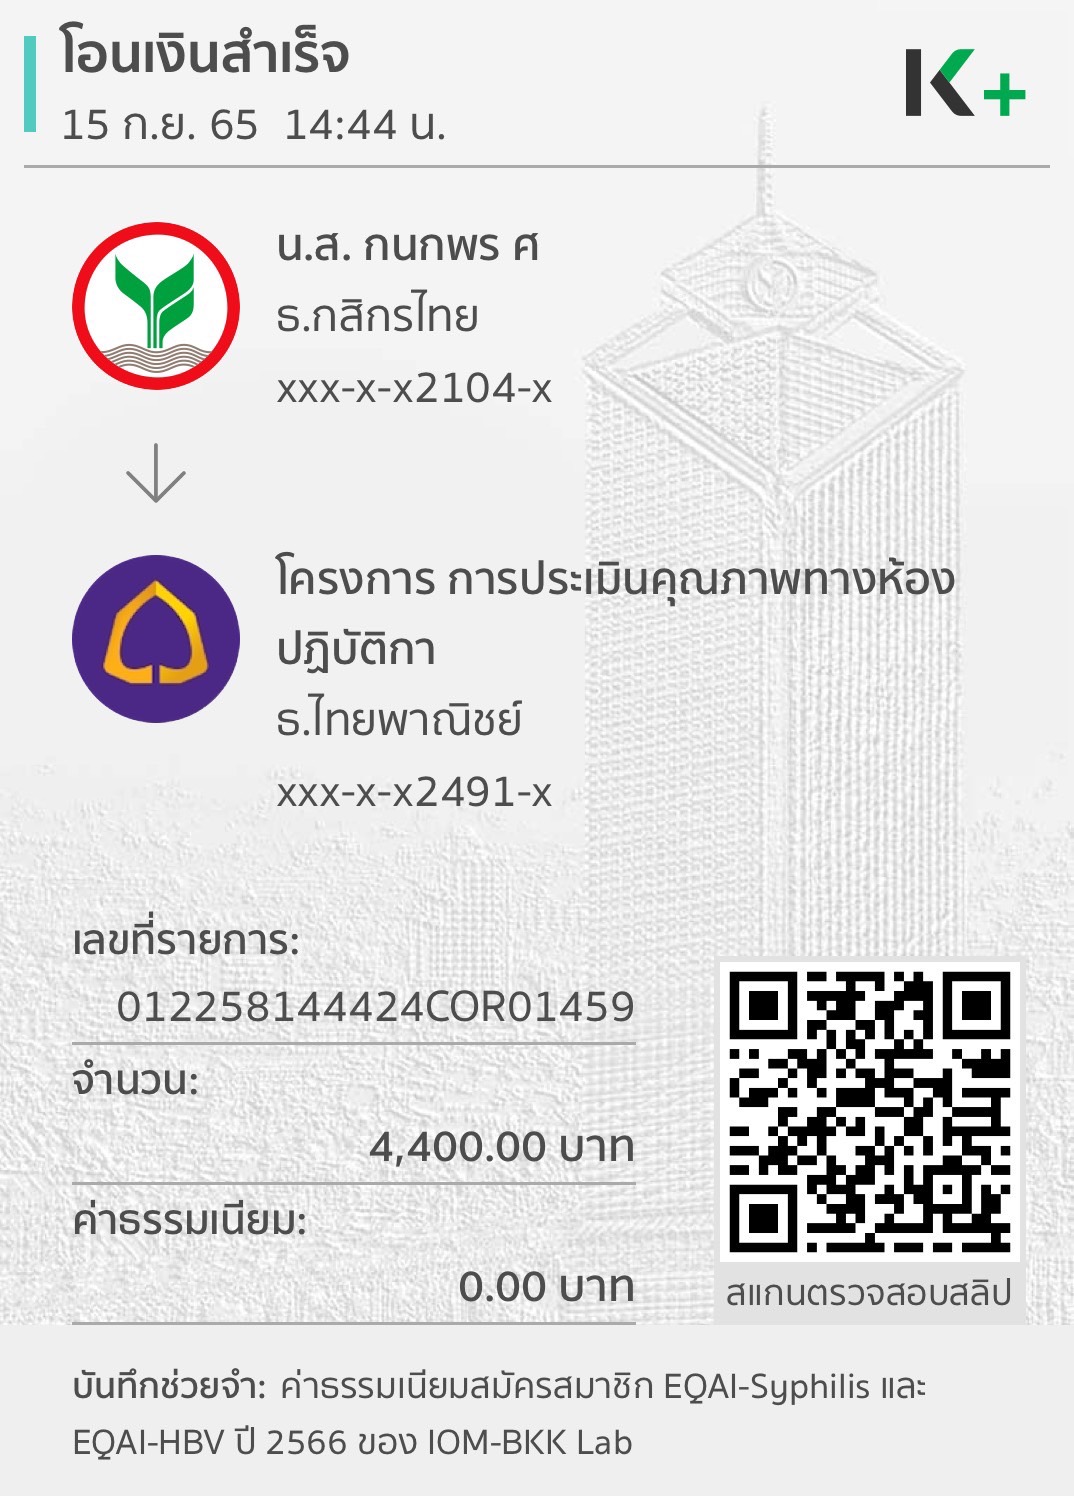 โอนเงินสำเร็จ
15 ก.ย. 65 14:44 น.
K+
น.ส. กนกพร ศ
ธ.กสิกรไทย
xxx-x-x2104-x
โครงการ การประเมินคุณภาพทางห้อง
ปฏิบัติกา
ธ.ไทยพาณิชย์
xxx-x-x2491-x
เลขที่รายการ:
012258144424COR01459
จำนวน:
4,400.00 บาท
ค่าธรรมเนียม:
0.00 บาท
สแกนตรวจสอบสลิป
บันทึกช่วยจำ: ค่าธรรมเนียมสมัครสมาชิก EQAI-Syphilis และ
EQAI-HBV ปี 2566 ของ IOM-BKK Lab